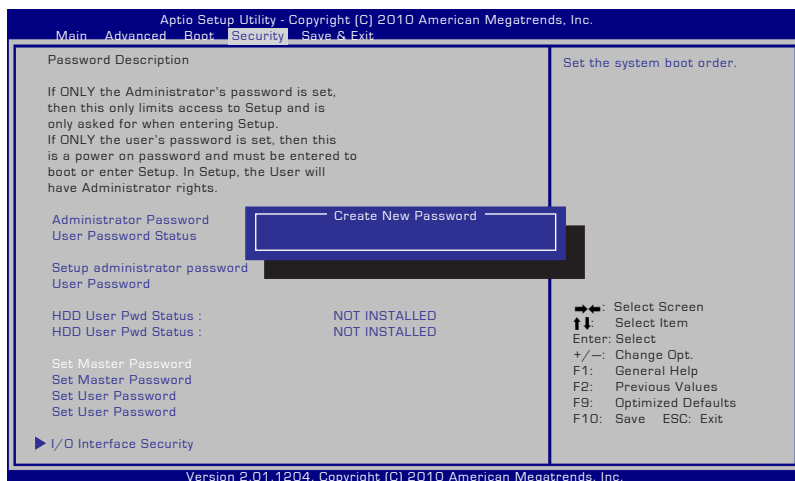 Aptio Setup Utility - Copyright (C) 2010 American Megatrends, Inc.
Main Advanced Boot Security Save & Exit
Password Description
If ONLY the Administrator's password is set,
then this only limits access to Setup and is
only asked for when entering Setup.
If ONLY the user's password is set, then this
is a power on password and must be entered to
boot or enter Setup. In Setup, the User will
have Administrator rights.
Administrator Password
User Password Status
Create New Password
Setup administrator password
User Password
HDD User Pwd Status : NOT INSTALLED
HDD User Pwd Status : NOT INSTALLED
Set Master Password
Set Master Password
Set User Password
Set User Password
I/O Interface Security
Set the system boot order.
→←: Select Screen
↑↓: Select Item
Enter: Select
+/—: Change Opt.
F1: General Help
F2: Previous Values
F9: Optimized Defaults
F10: Save ESC: Exit
Version 2.01.1204. Copyright (C) 2010 American Megatrends, Inc.